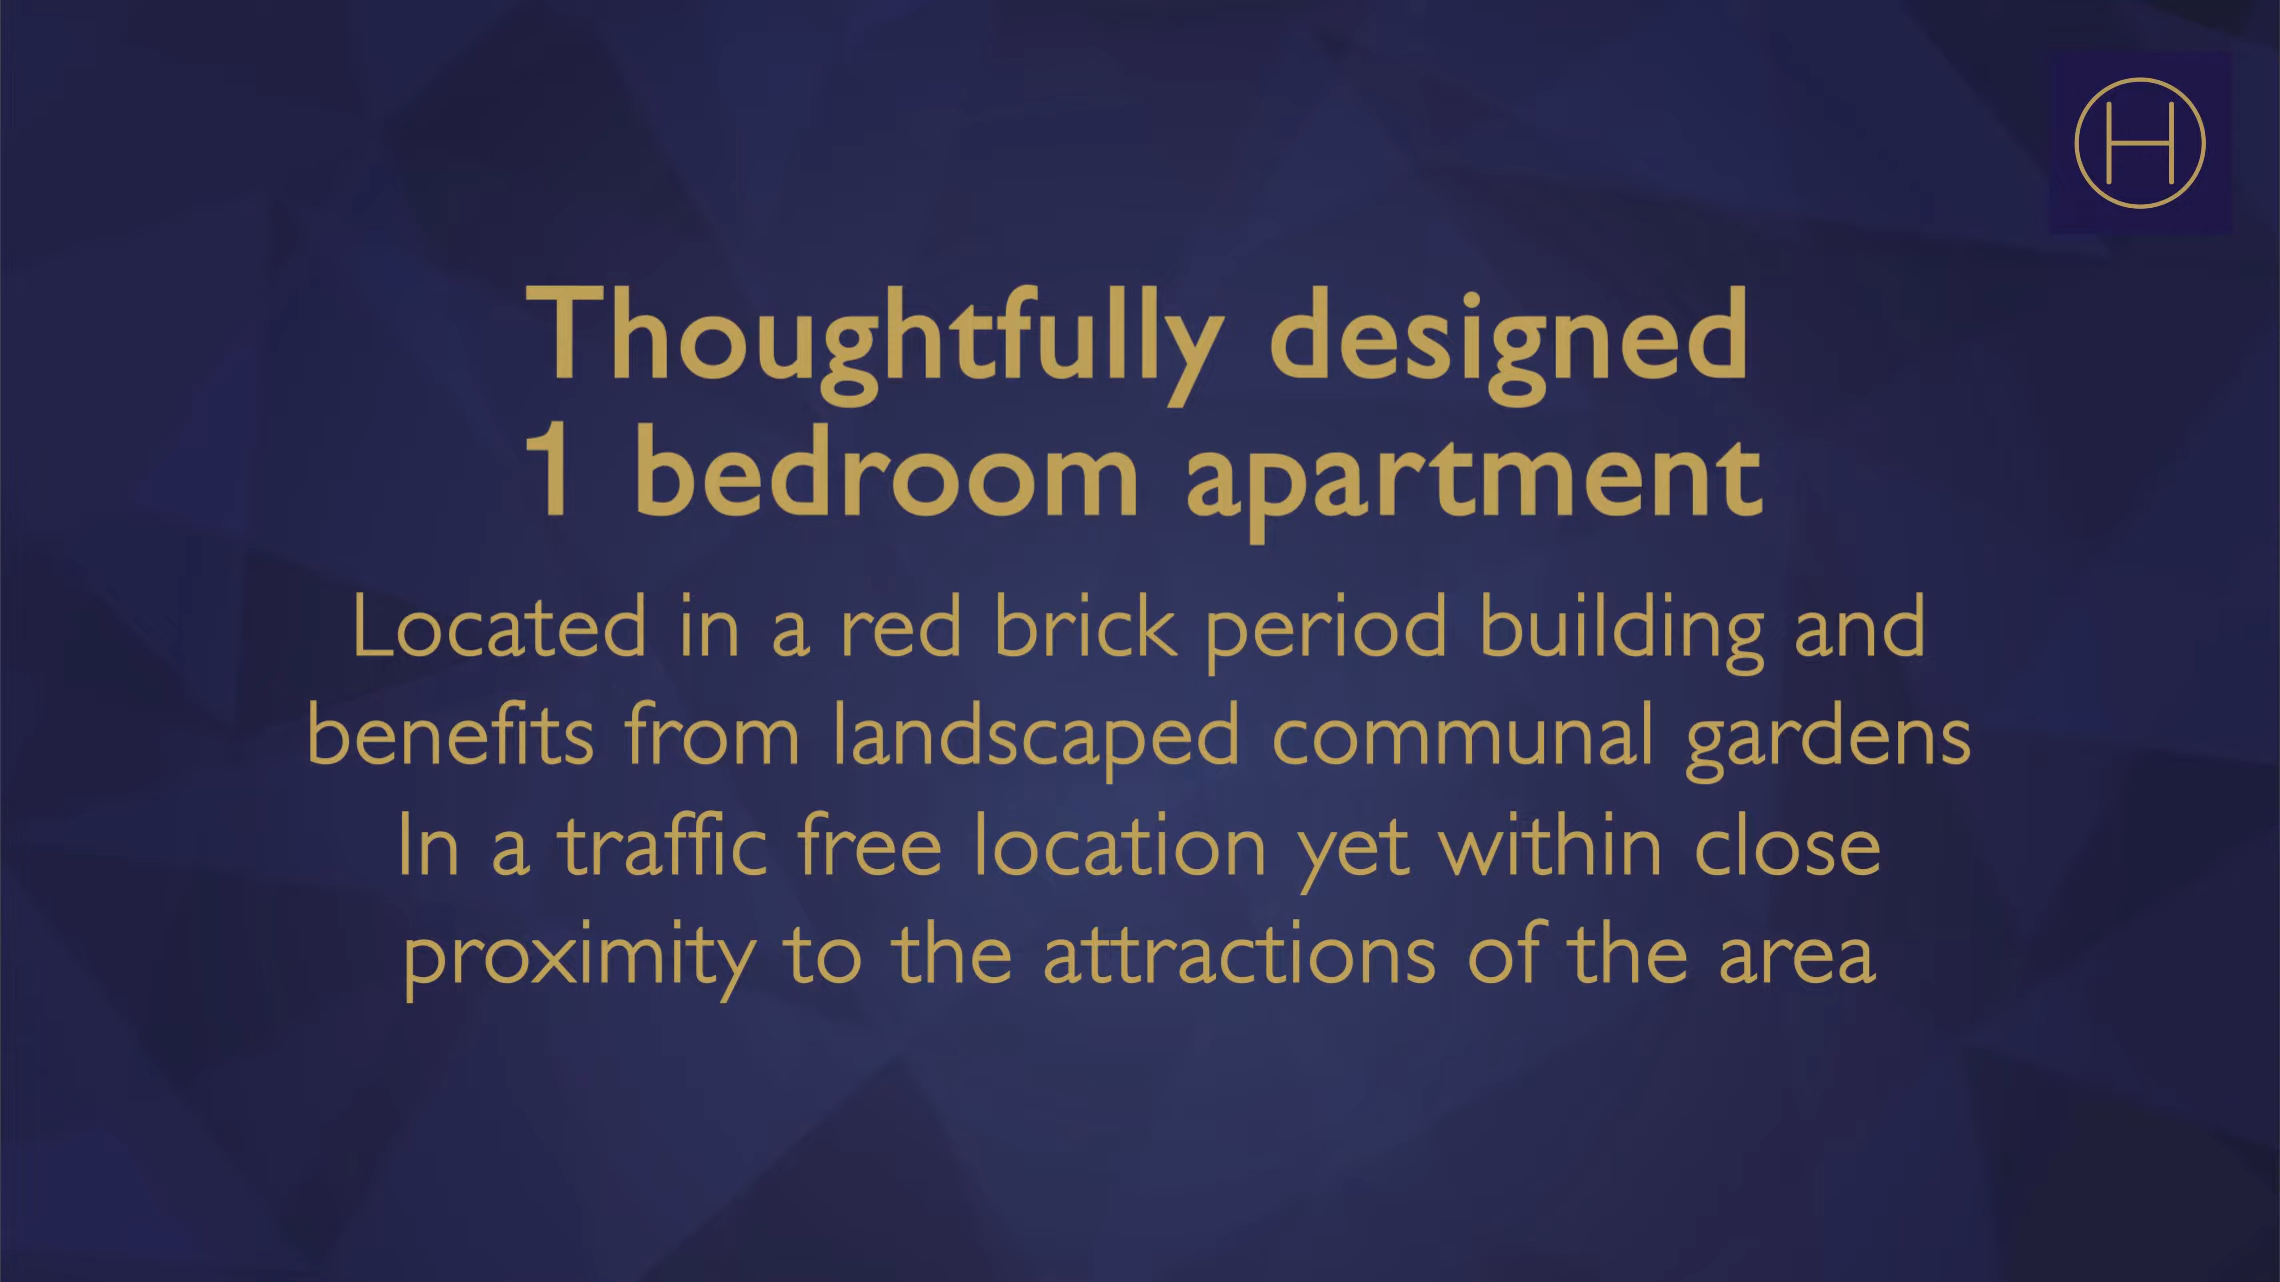 H
Thoughtfully designed
1 bedroom apartment
Located in a red brick period building and
benefits from landscaped communal gardens
In a traffic free location yet within close
proximity to the attractions of the area